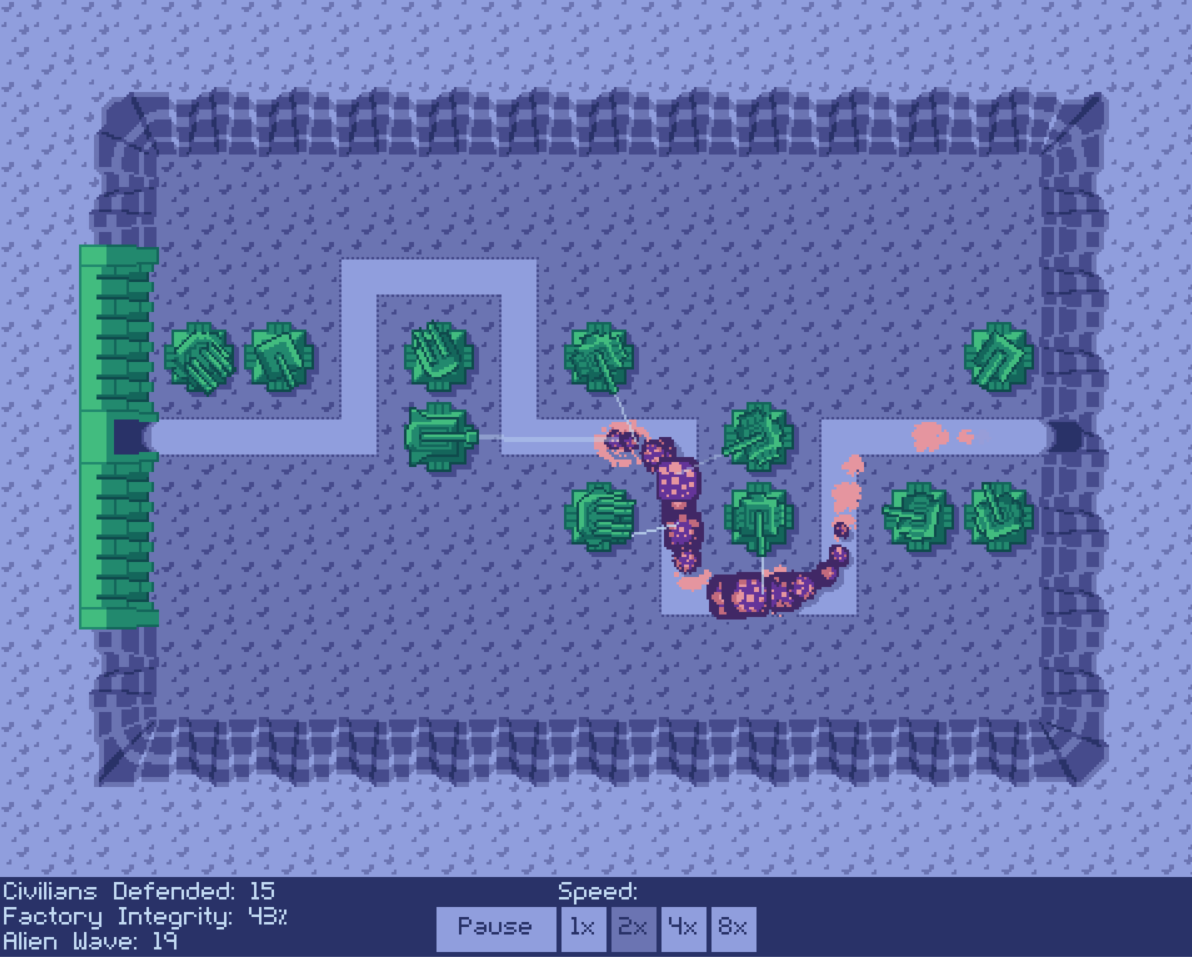 Civilians Defended: 15
Factory Integrity: 43%
Alien Wave: 19
Speed:
Pause 1x 2x 4x 8x